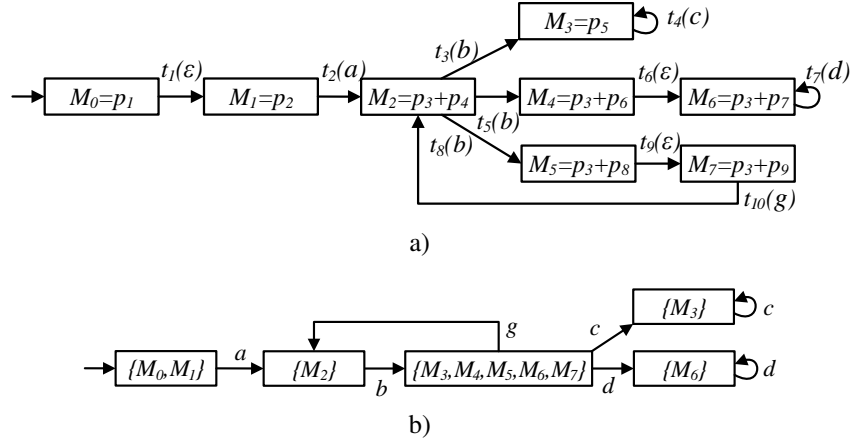 M₃=p₅ t₄(c)
t₃(b)
t₁(ε) t₂(a) t₆(ε) t₇(d)
M₀=p₁ M₁=p₂ M₂=p₃+p₄ M₄=p₃+p₆ M₆=p₃+p₇
t₅(b)
t₈(b) t₉(ε)
M₅=p₃+p₈ M₇=p₃+p₉
t₁₀(g)
a)
{M₃} c
g c
a
{M₀,M₁} {M₂} {M₃,M₄,M₅,M₆,M₇} {M₆} d
b d
b)